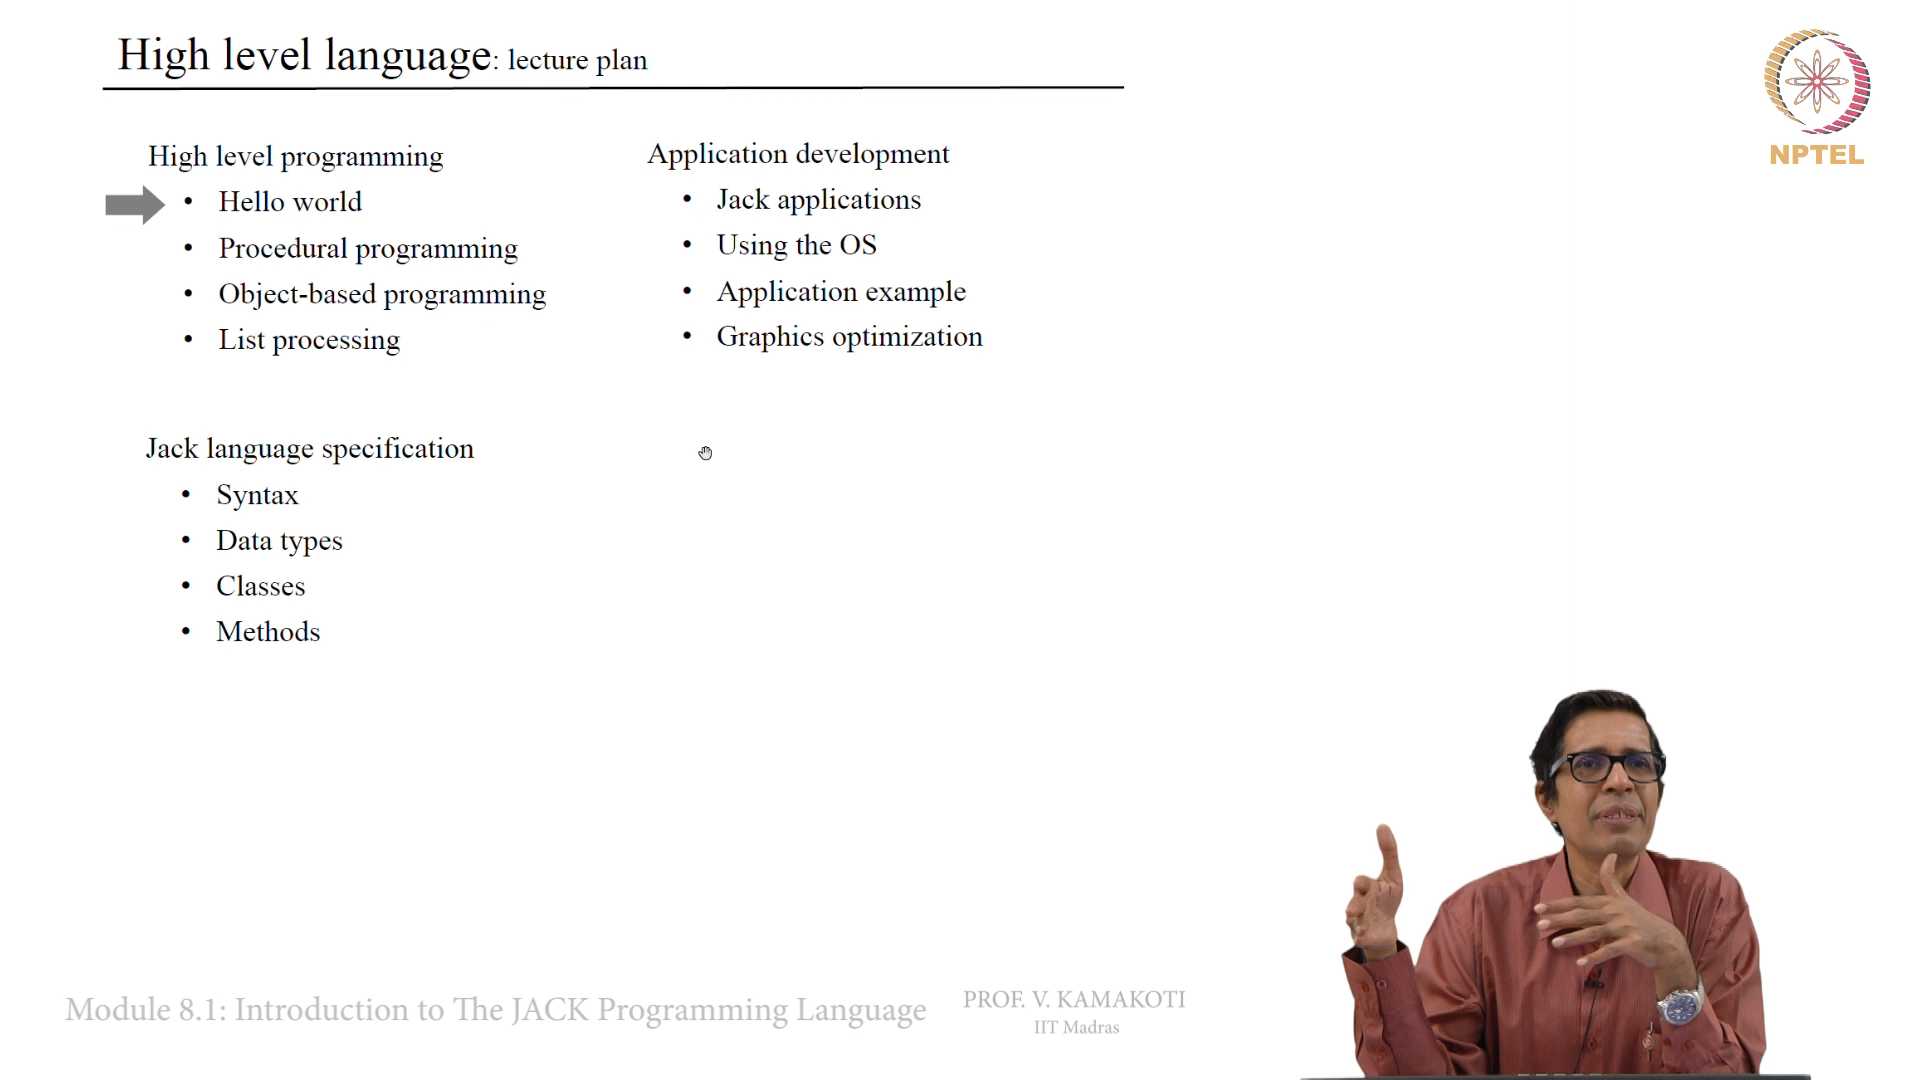 High level language: lecture plan
NPTEL
High level programming
• Hello world
• Procedural programming
• Object-based programming
• List processing
Application development
• Jack applications
• Using the OS
• Application example
• Graphics optimization
Jack language specification
• Syntax
• Data types
• Classes
• Methods
Module 8.1: Introduction to The JACK Programming Language
PROF. V. KAMAKOTI
IIT Madras